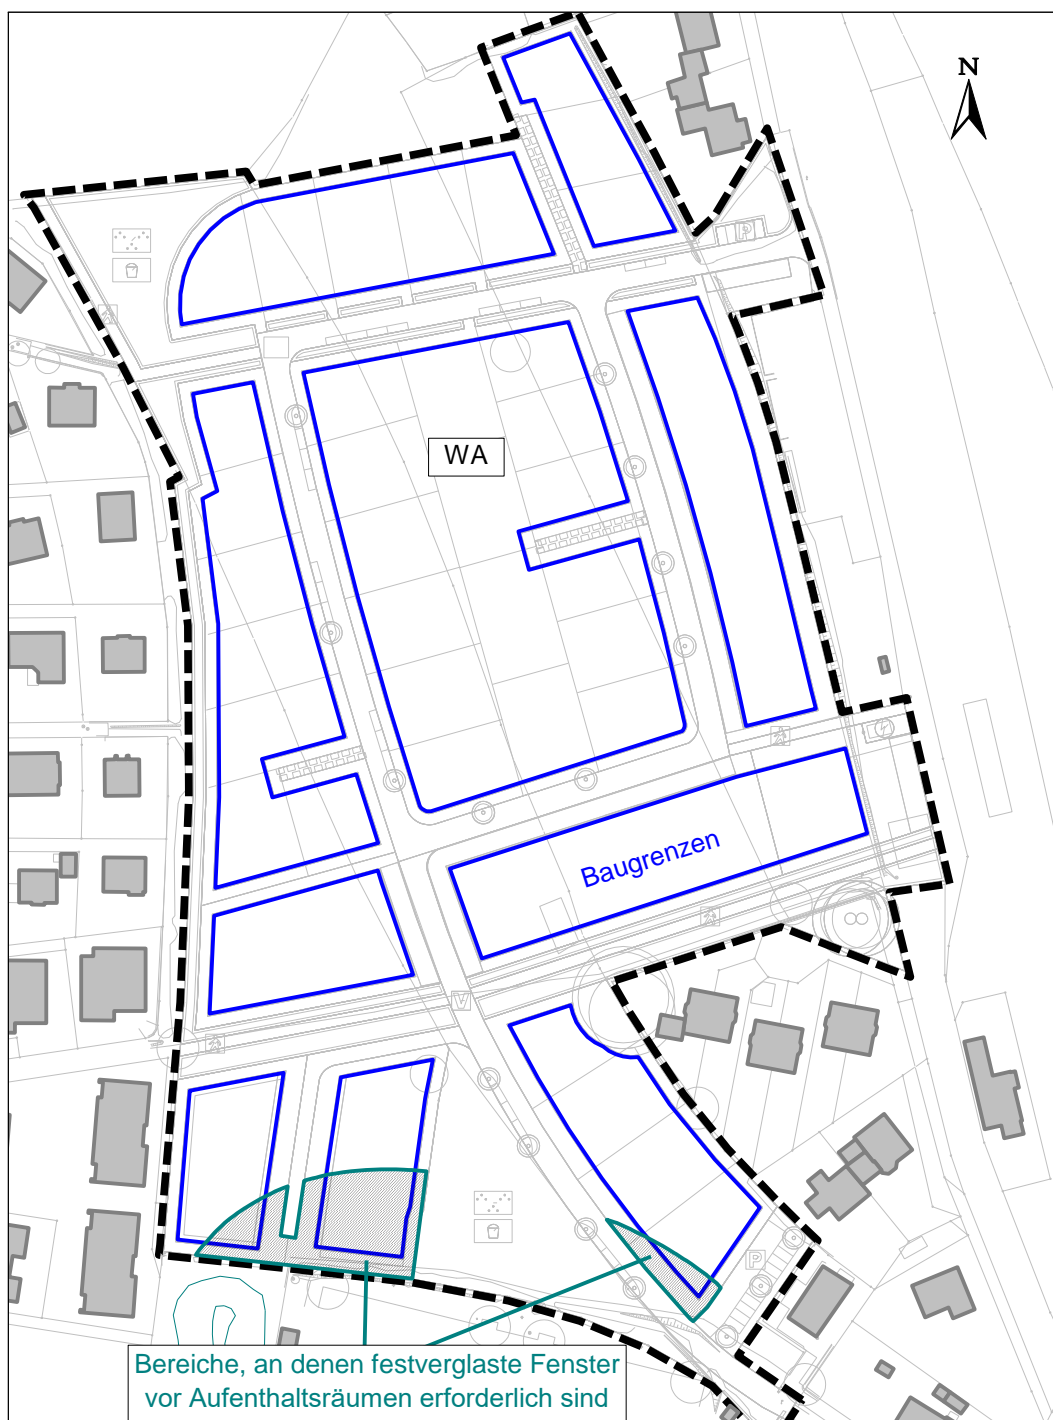 N
P
WA
Baugrenzen
P
Bereiche, an denen festverglaste Fenster
vor Aufenthaltsräumen erforderlich sind